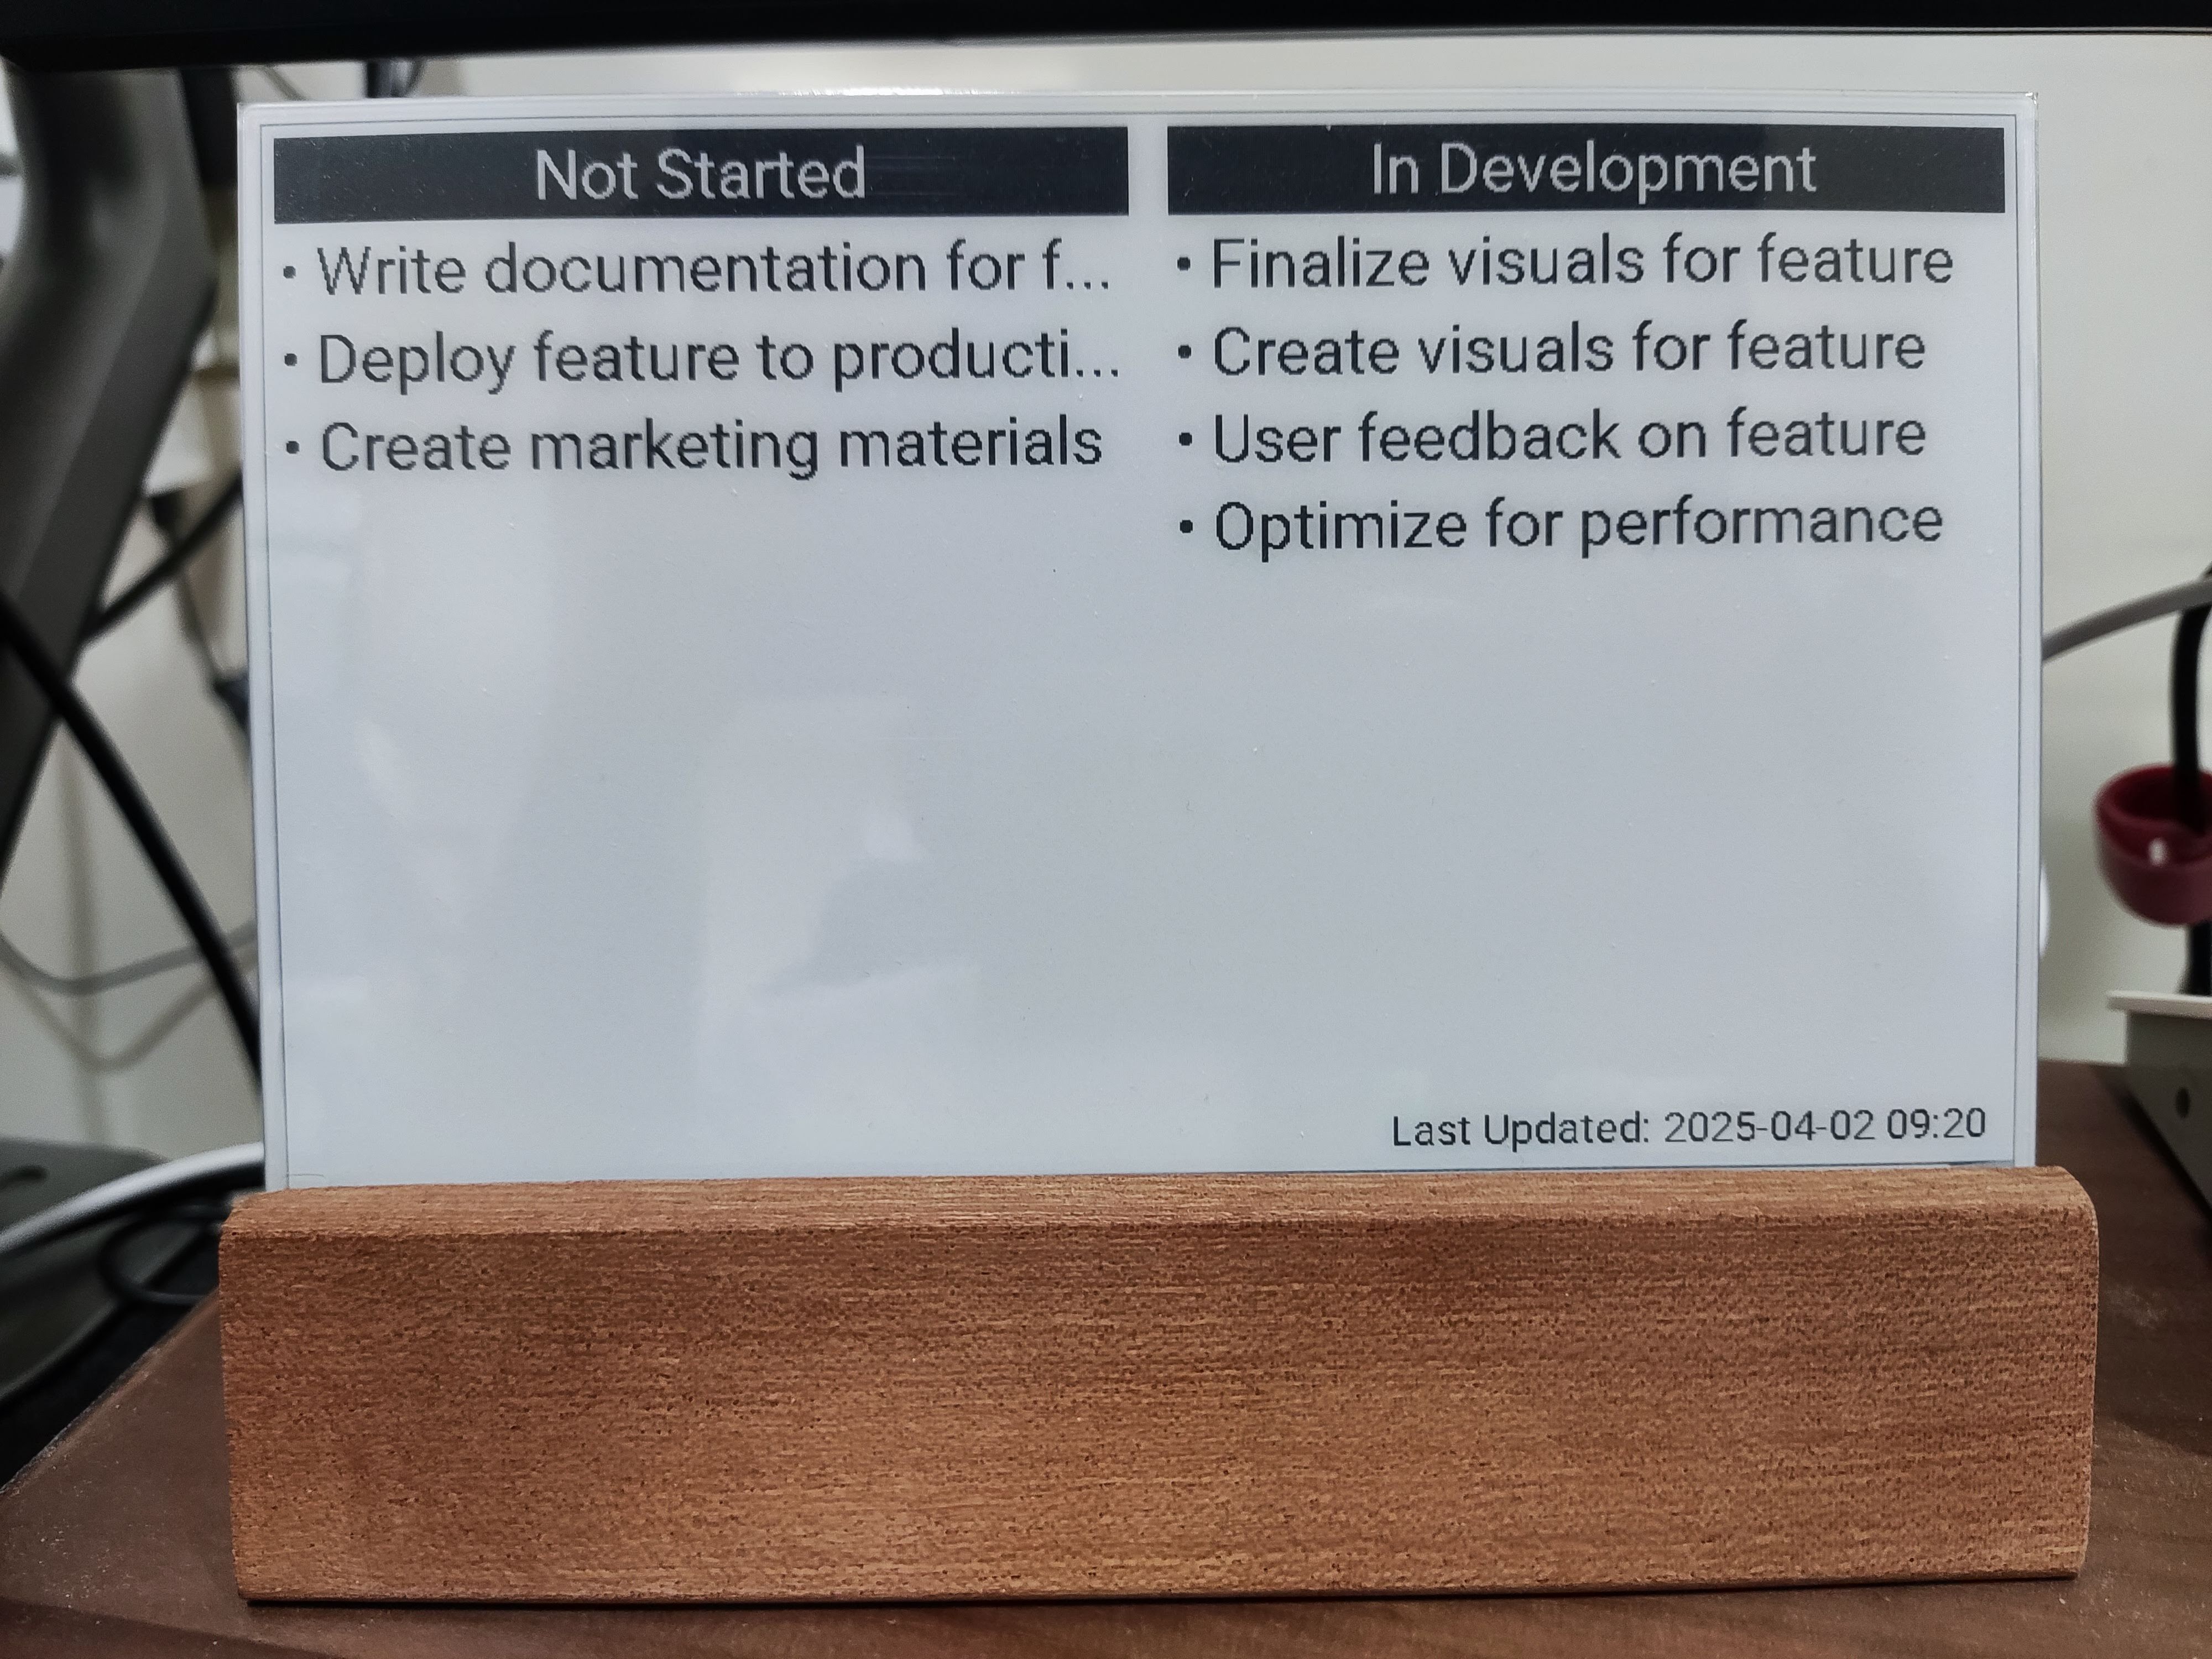 Not Started
• Write documentation for f...
• Deploy feature to producti...
• Create marketing materials
In Development
• Finalize visuals for feature
• Create visuals for feature
• User feedback on feature
• Optimize for performance
Last Updated: 2025-04-02 09:20